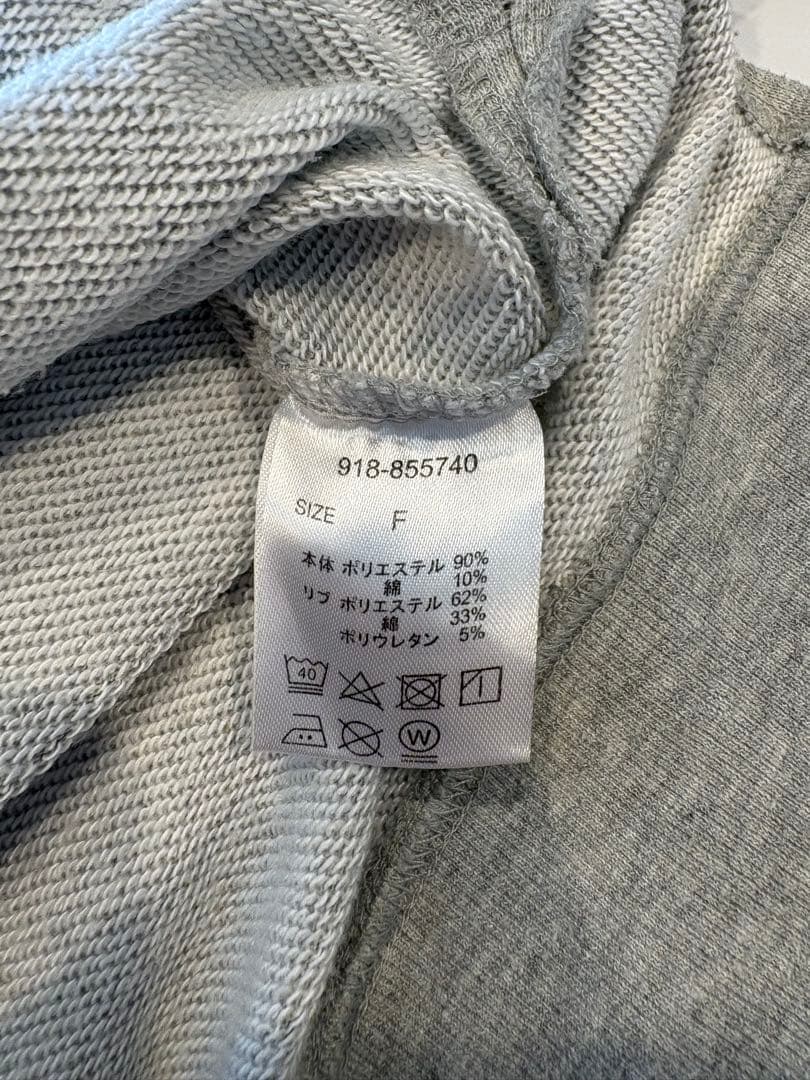 918-855740
SIZE F
本体 ポリエステル 90%
綿 10%
リブ ポリエステル 62%
綿 33%
ポリウレタン 5%
40
W